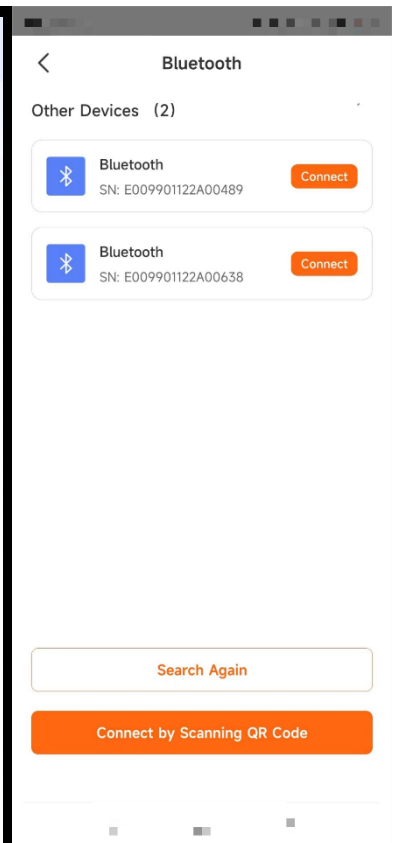 Bluetooth
Other Devices (2)
Bluetooth
SN: E009901122A00489
Connect
Bluetooth
SN: E009901122A00638
Connect
Search Again
Connect by Scanning QR Code